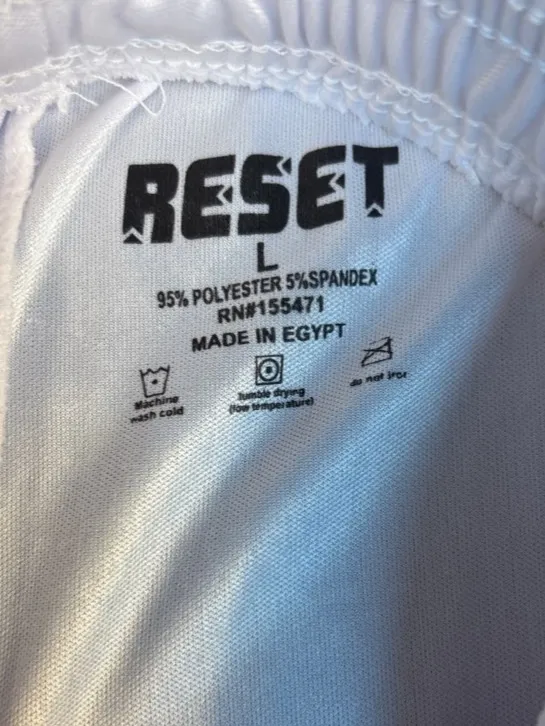 RESET
L
95% POLYESTER 5%SPANDEX
RN#155471
MADE IN EGYPT
Machine
wash cold
Tumble drying
(low temperature)
do not iron